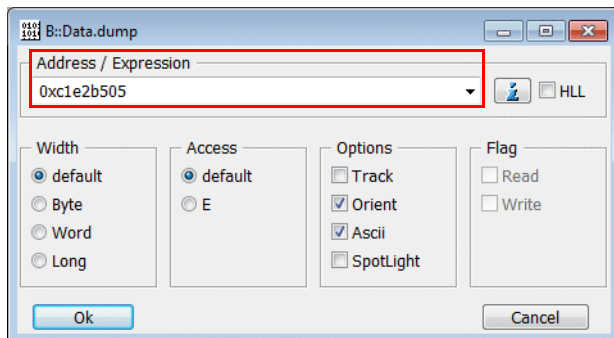 B::Data.dump
Address / Expression
0xc1e2b505
i
HLL
Width
Access
Options
Flag
default
default
Track
Read
Byte
E
Orient
Write
Word
Ascii
Long
SpotLight
Ok
Cancel